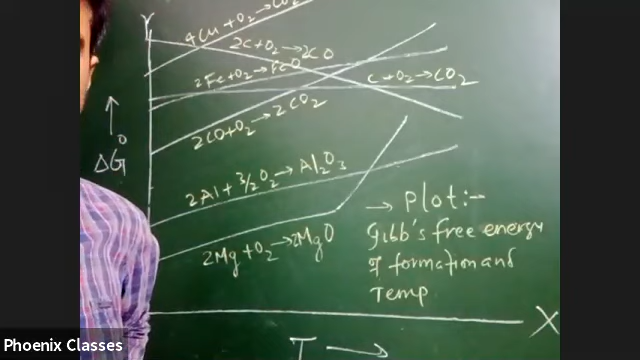 Y
4Cu + O₂ → CO₂
2C + O₂ → 2CO
2Fe + O₂ → FeO
C + O₂ → CO₂
2CO + O₂ → 2CO₂
ΔG°
2Al + 3/2 O₂ → Al₂O₃
2Mg + O₂ → 2MgO
→ Plot:-
Gibb's free energy
of formation and
Temp
X
T →
Phoenix Classes